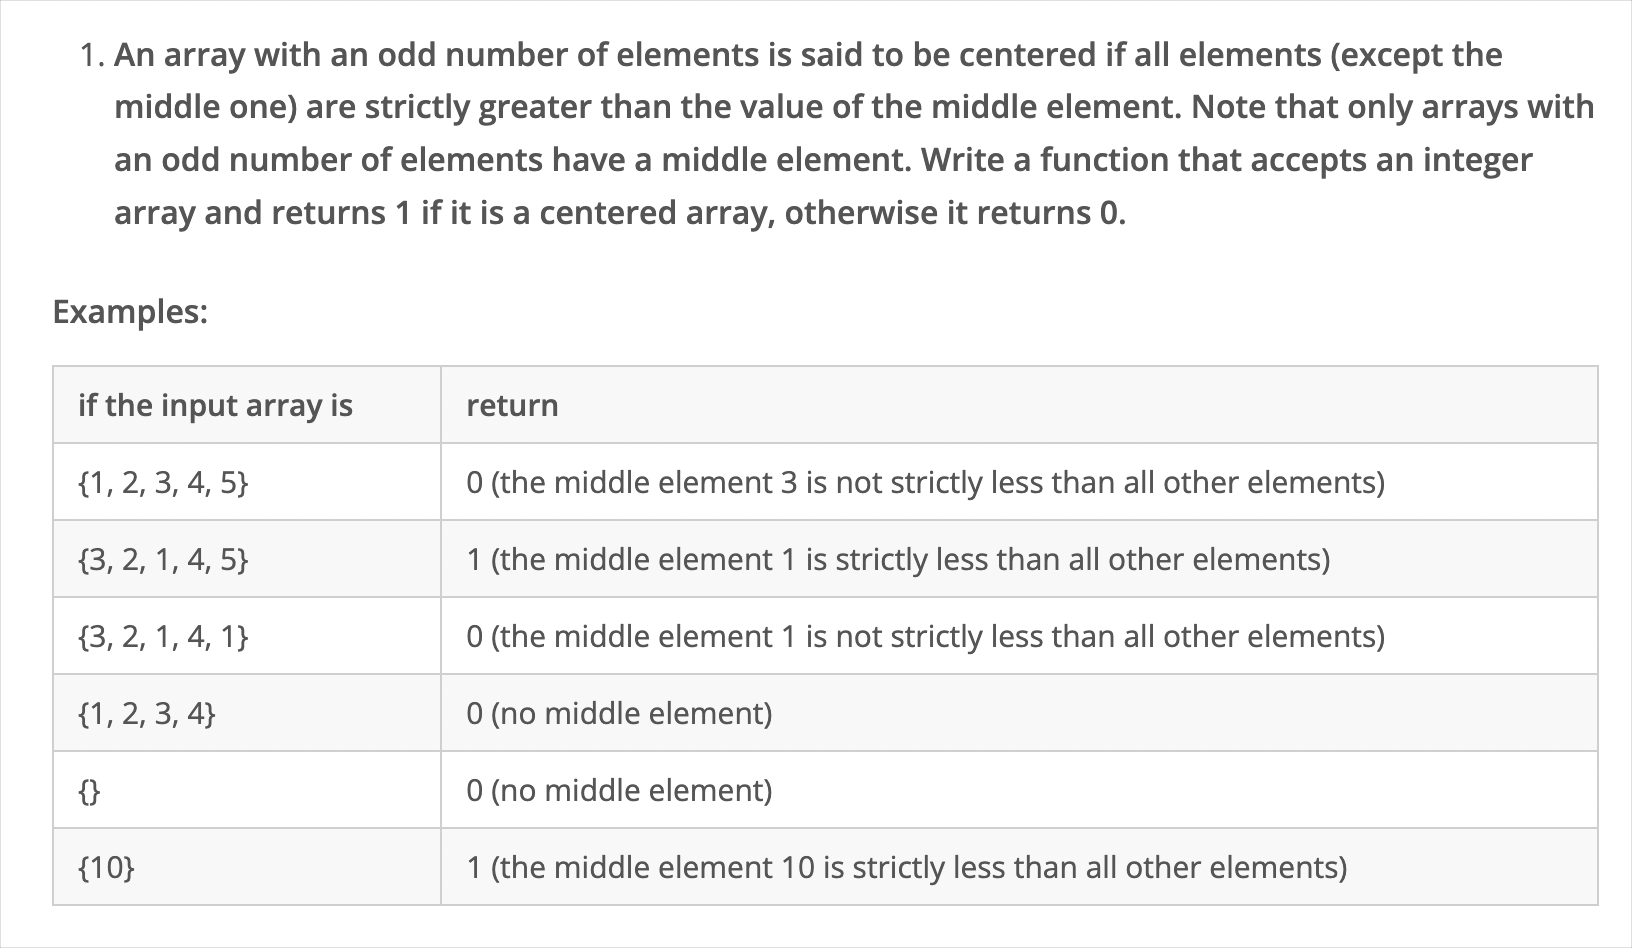 1. An array with an odd number of elements is said to be centered if all elements (except the
middle one) are strictly greater than the value of the middle element. Note that only arrays with
an odd number of elements have a middle element. Write a function that accepts an integer
array and returns 1 if it is a centered array, otherwise it returns 0.
Examples:
if the input array is return
{1, 2, 3, 4, 5} 0 (the middle element 3 is not strictly less than all other elements)
{3, 2, 1, 4, 5} 1 (the middle element 1 is strictly less than all other elements)
{3, 2, 1, 4, 1} 0 (the middle element 1 is not strictly less than all other elements)
{1, 2, 3, 4} 0 (no middle element)
{} 0 (no middle element)
{10} 1 (the middle element 10 is strictly less than all other elements)